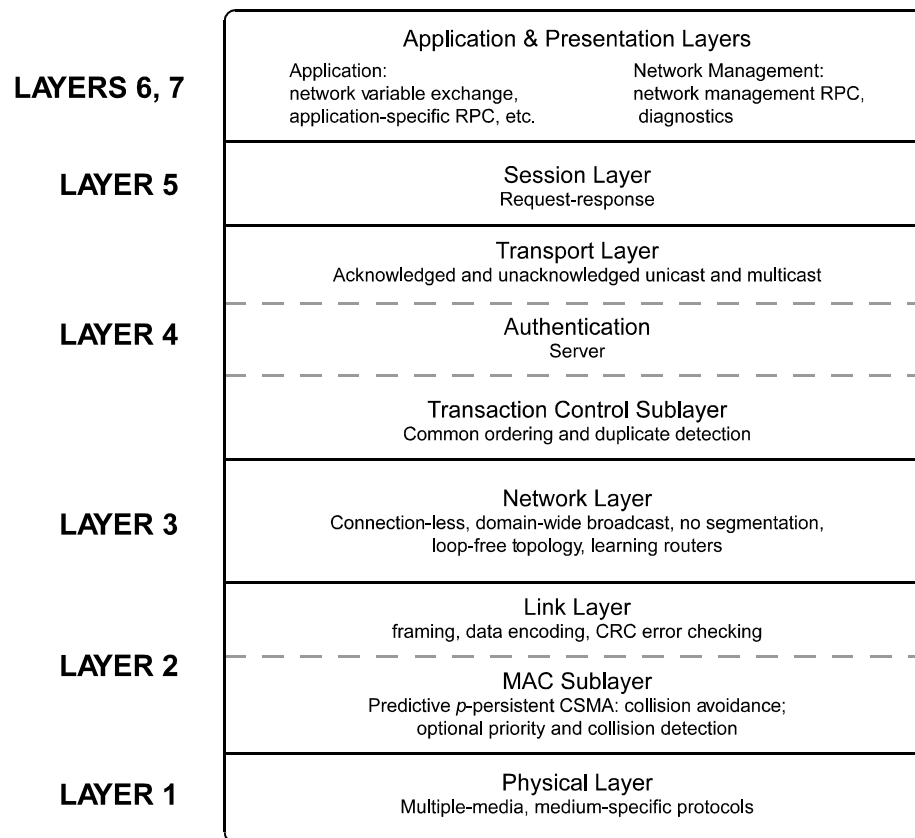 Application & Presentation Layers
LAYERS 6, 7
Application:
network variable exchange,
application-specific RPC, etc.
Network Management:
network management RPC,
diagnostics
LAYER 5
Session Layer
Request-response
LAYER 4
Transport Layer
Acknowledged and unacknowledged unicast and multicast
Authentication
Server
Transaction Control Sublayer
Common ordering and duplicate detection
LAYER 3
Network Layer
Connection-less, domain-wide broadcast, no segmentation,
loop-free topology, learning routers
LAYER 2
Link Layer
framing, data encoding, CRC error checking
MAC Sublayer
Predictive p-persistent CSMA: collision avoidance;
optional priority and collision detection
LAYER 1
Physical Layer
Multiple-media, medium-specific protocols